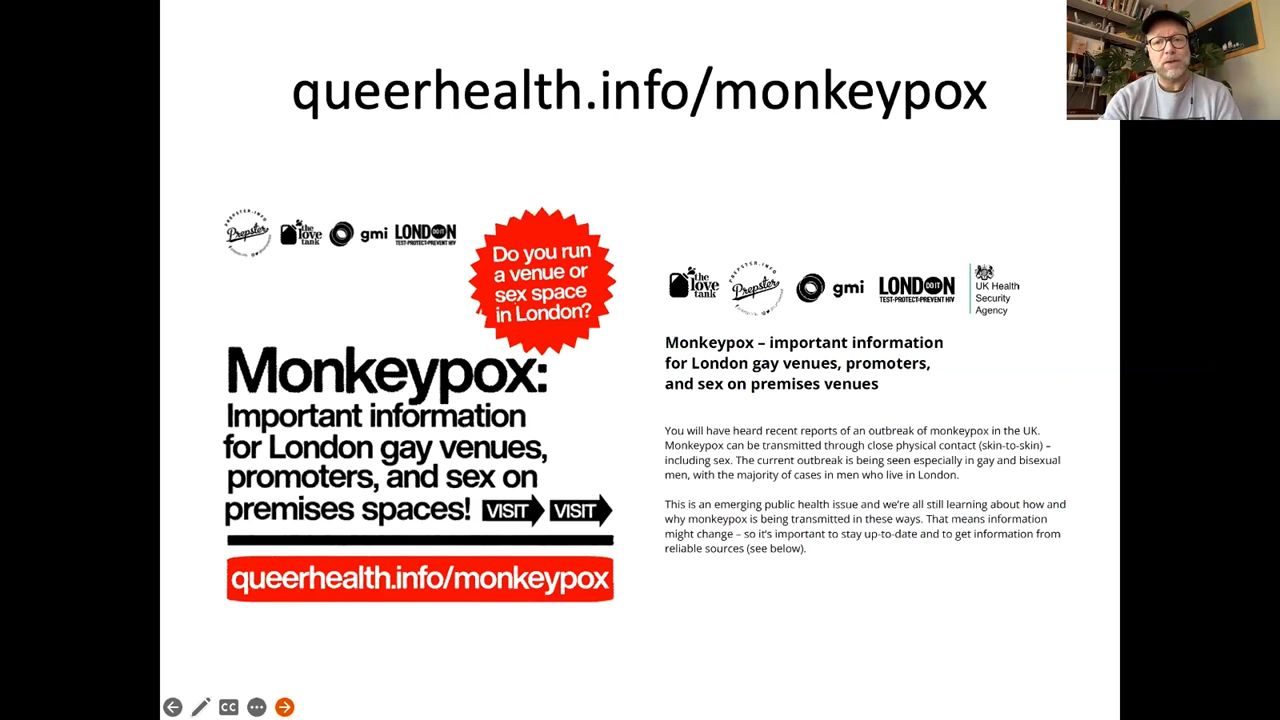 queerhealth.info/monkeypox
PREPSTER.INFO
Prepster
the
love
tank
gmi
LONDON
DO IT
TEST•PROTECT•PREVENT HIV
Do you run
a venue or
sex space
in London?
Monkeypox:
Important information
for London gay venues,
promoters, and sex on
premises spaces! VISIT VISIT
queerhealth.info/monkeypox
the
love
tank
PREPSTER.INFO
Prepster
gmi
LONDON
DO IT
TEST•PROTECT•PREVENT HIV
UK Health
Security
Agency
Monkeypox – important information
for London gay venues, promoters,
and sex on premises venues
You will have heard recent reports of an outbreak of monkeypox in the UK.
Monkeypox can be transmitted through close physical contact (skin-to-skin) –
including sex. The current outbreak is being seen especially in gay and bisexual
men, with the majority of cases in men who live in London.
This is an emerging public health issue and we’re all still learning about how and
why monkeypox is being transmitted in these ways. That means information
might change – so it’s important to stay up-to-date and to get information from
reliable sources (see below).
CC